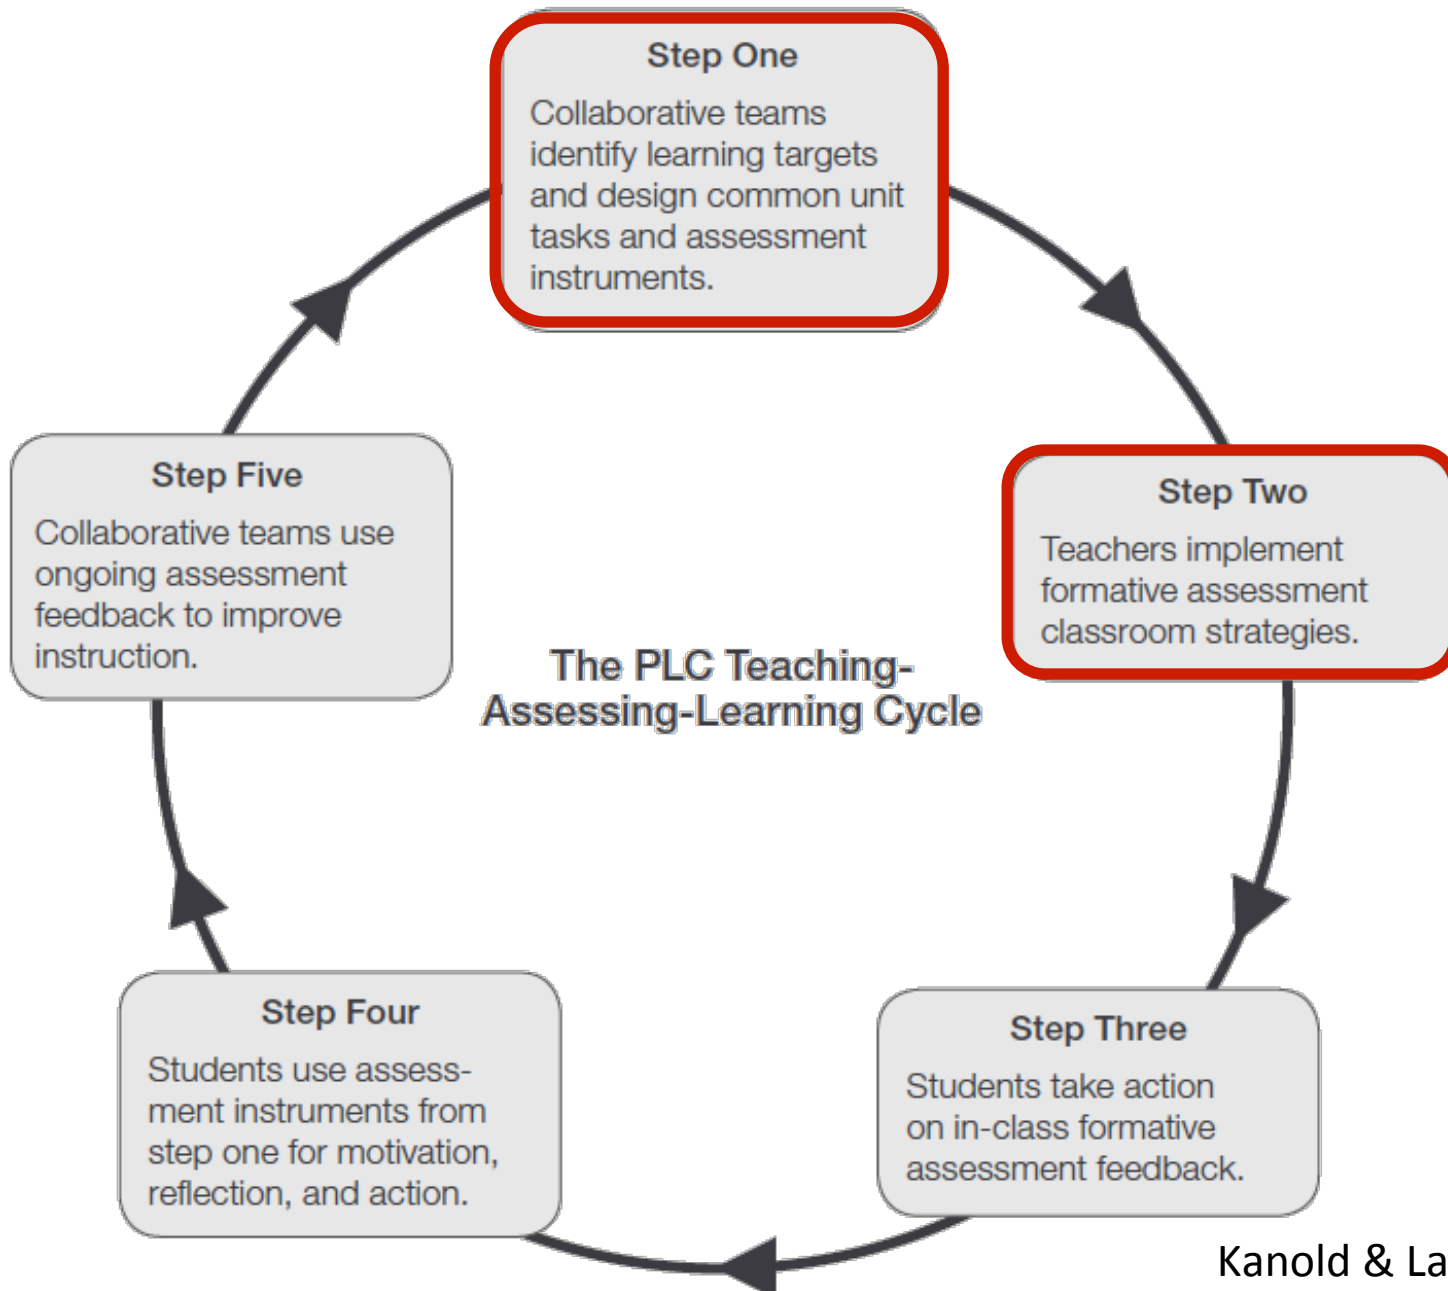 Step One
Collaborative teams
identify learning targets
and design common unit
tasks and assessment
instruments.
Step Two
Teachers implement
formative assessment
classroom strategies.
Step Three
Students take action
on in-class formative
assessment feedback.
Step Four
Students use assess-
ment instruments from
step one for motivation,
reflection, and action.
Step Five
Collaborative teams use
ongoing assessment
feedback to improve
instruction.
The PLC Teaching-
Assessing-Learning Cycle
Kanold & La